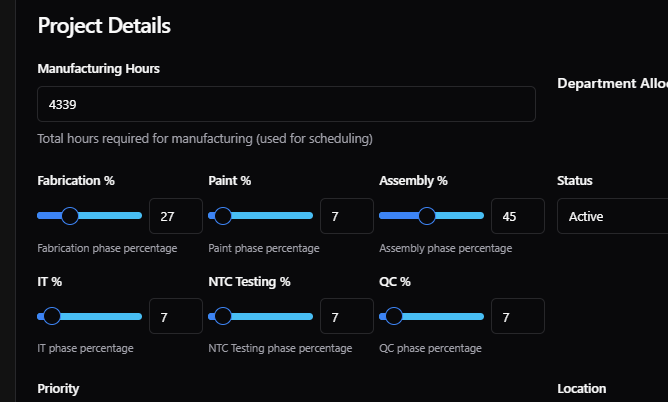 Project Details
Manufacturing Hours
Department
4339
Total hours required for manufacturing (used for scheduling)
Fabrication % Paint % Assembly % Status
27 7 45 Active
Fabrication phase percentage Paint phase percentage Assembly phase percentage
IT % NTC Testing % QC %
7 7 7
IT phase percentage NTC Testing phase percentage QC phase percentage
Priority Location